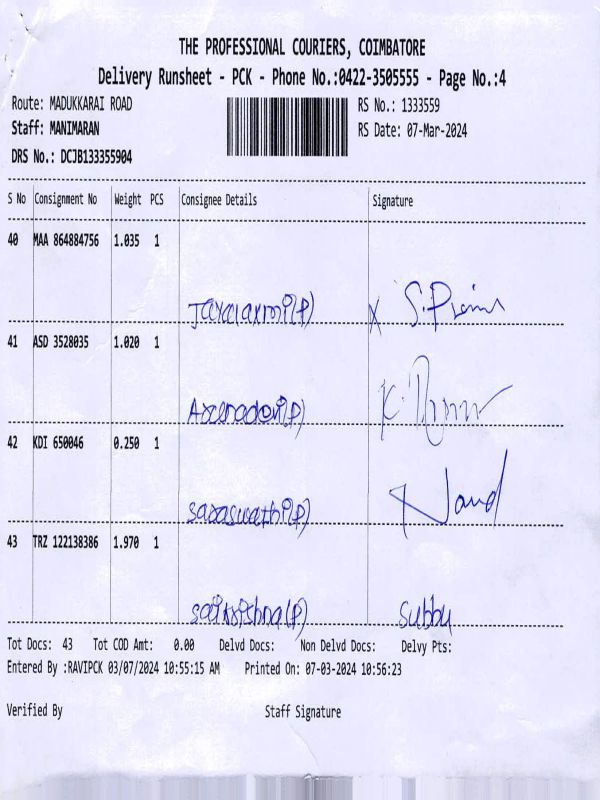 THE PROFESSIONAL COURIERS, COIMBATORE
Delivery Runsheet - PCK - Phone No.:0422-3505555 - Page No.:4
Route: MADUKKARAI ROAD RS No.: 1333559
Staff: MANIMARAN RS Date: 07-Mar-2024
DRS No.: DCJB133355904
S No Consignment No Weight PCS Consignee Details Signature
40 MAA 864884756 1.035 1
Jayalaxmi(P)
41 ASD 3528035 1.020 1
42 KDI 650046 0.250 1
saraswathi(P) Nand
43 TRZ 122138386 1.970 1
saikrishna(P) Subbu
Tot Docs: 43 Tot COD Amt: 0.00 Delvd Docs: Non Delvd Docs: Delvy Pts:
Entered By :RAVIPCK 03/07/2024 10:55:15 AM Printed On: 07-03-2024 10:56:23
Verified By Staff Signature